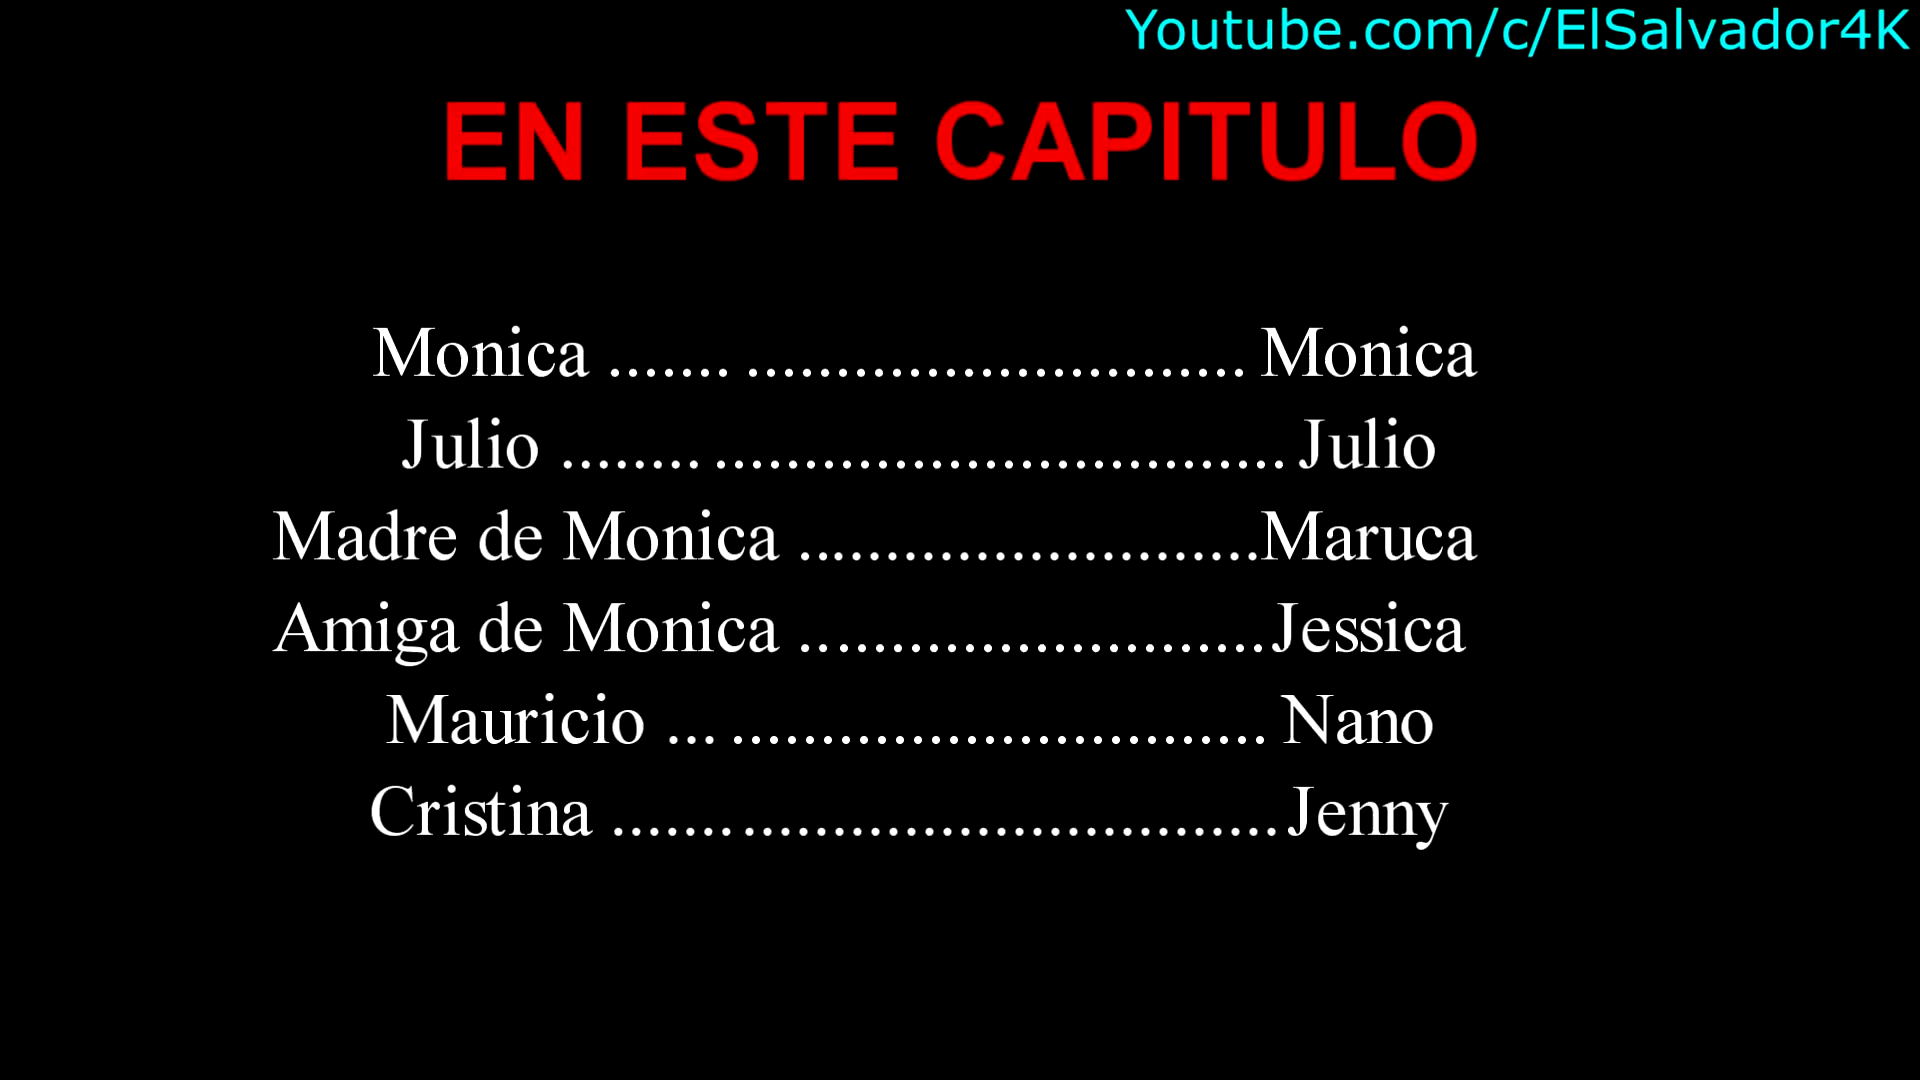 Youtube.com/c/ElSalvador4K
EN ESTE CAPITULO
Monica ....... ............................ Monica
Julio ........ ................................ Julio
Madre de Monica ..........................Maruca
Amiga de Monica ..........................Jessica
Mauricio ... .............................. Nano
Cristina .....................................Jenny